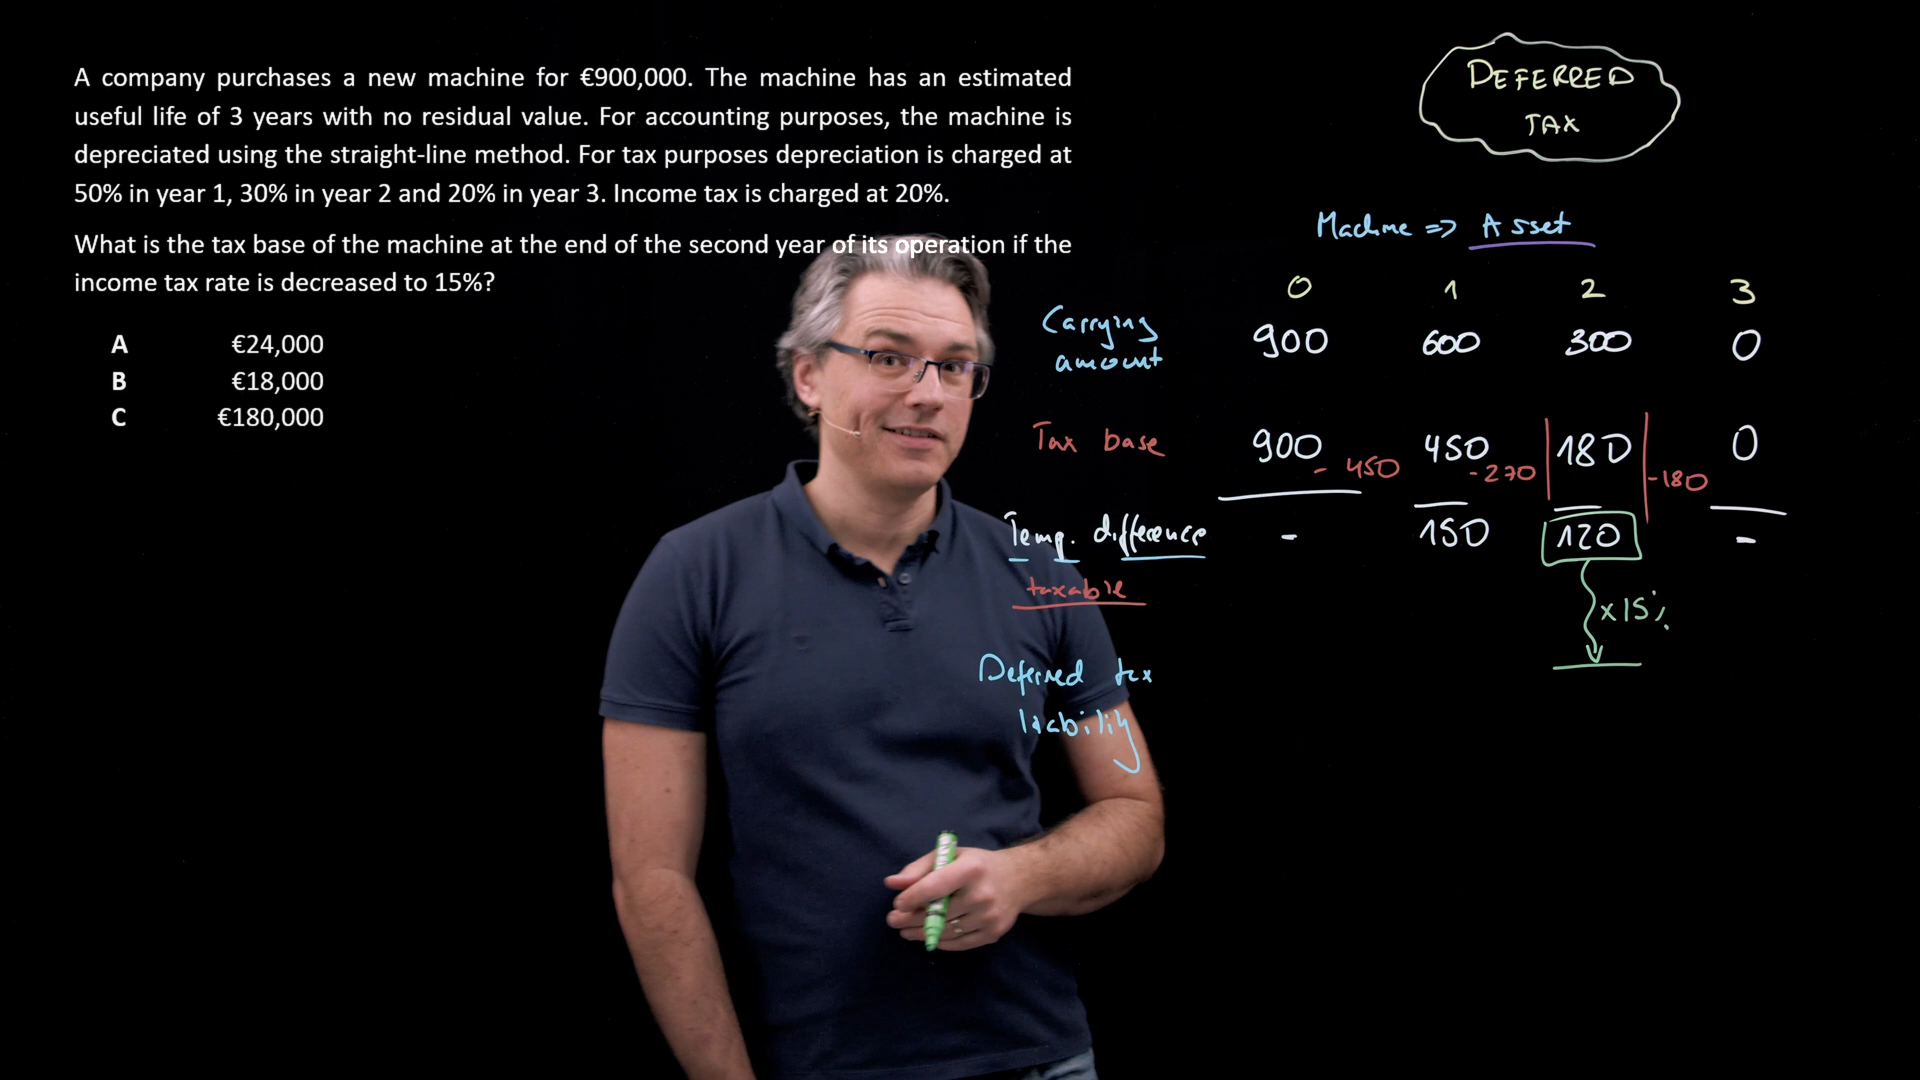 A company purchases a new machine for €900,000. The machine has an estimated
useful life of 3 years with no residual value. For accounting purposes, the machine is
depreciated using the straight-line method. For tax purposes depreciation is charged at
50% in year 1, 30% in year 2 and 20% in year 3. Income tax is charged at 20%.
What is the tax base of the machine at the end of the second year of its operation if the
income tax rate is decreased to 15%?
A €24,000
B €18,000
C €180,000
DEFERRED
TAX
Machine => Asset
0 1 2 3
Carrying
amount 900 600 300 0
Tax base 900 - 450 450 - 270 180 - 180 0
Temp. difference - 150 120 -
taxable
x15%
Deferred tax
liability